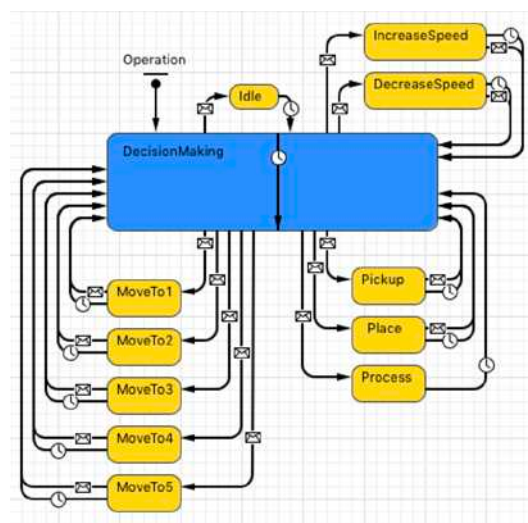 IncreaseSpeed
Operation
Idle
DecreaseSpeed
DecisionMaking
MoveTo1
Pickup
MoveTo2
Place
MoveTo3
Process
MoveTo4
MoveTo5